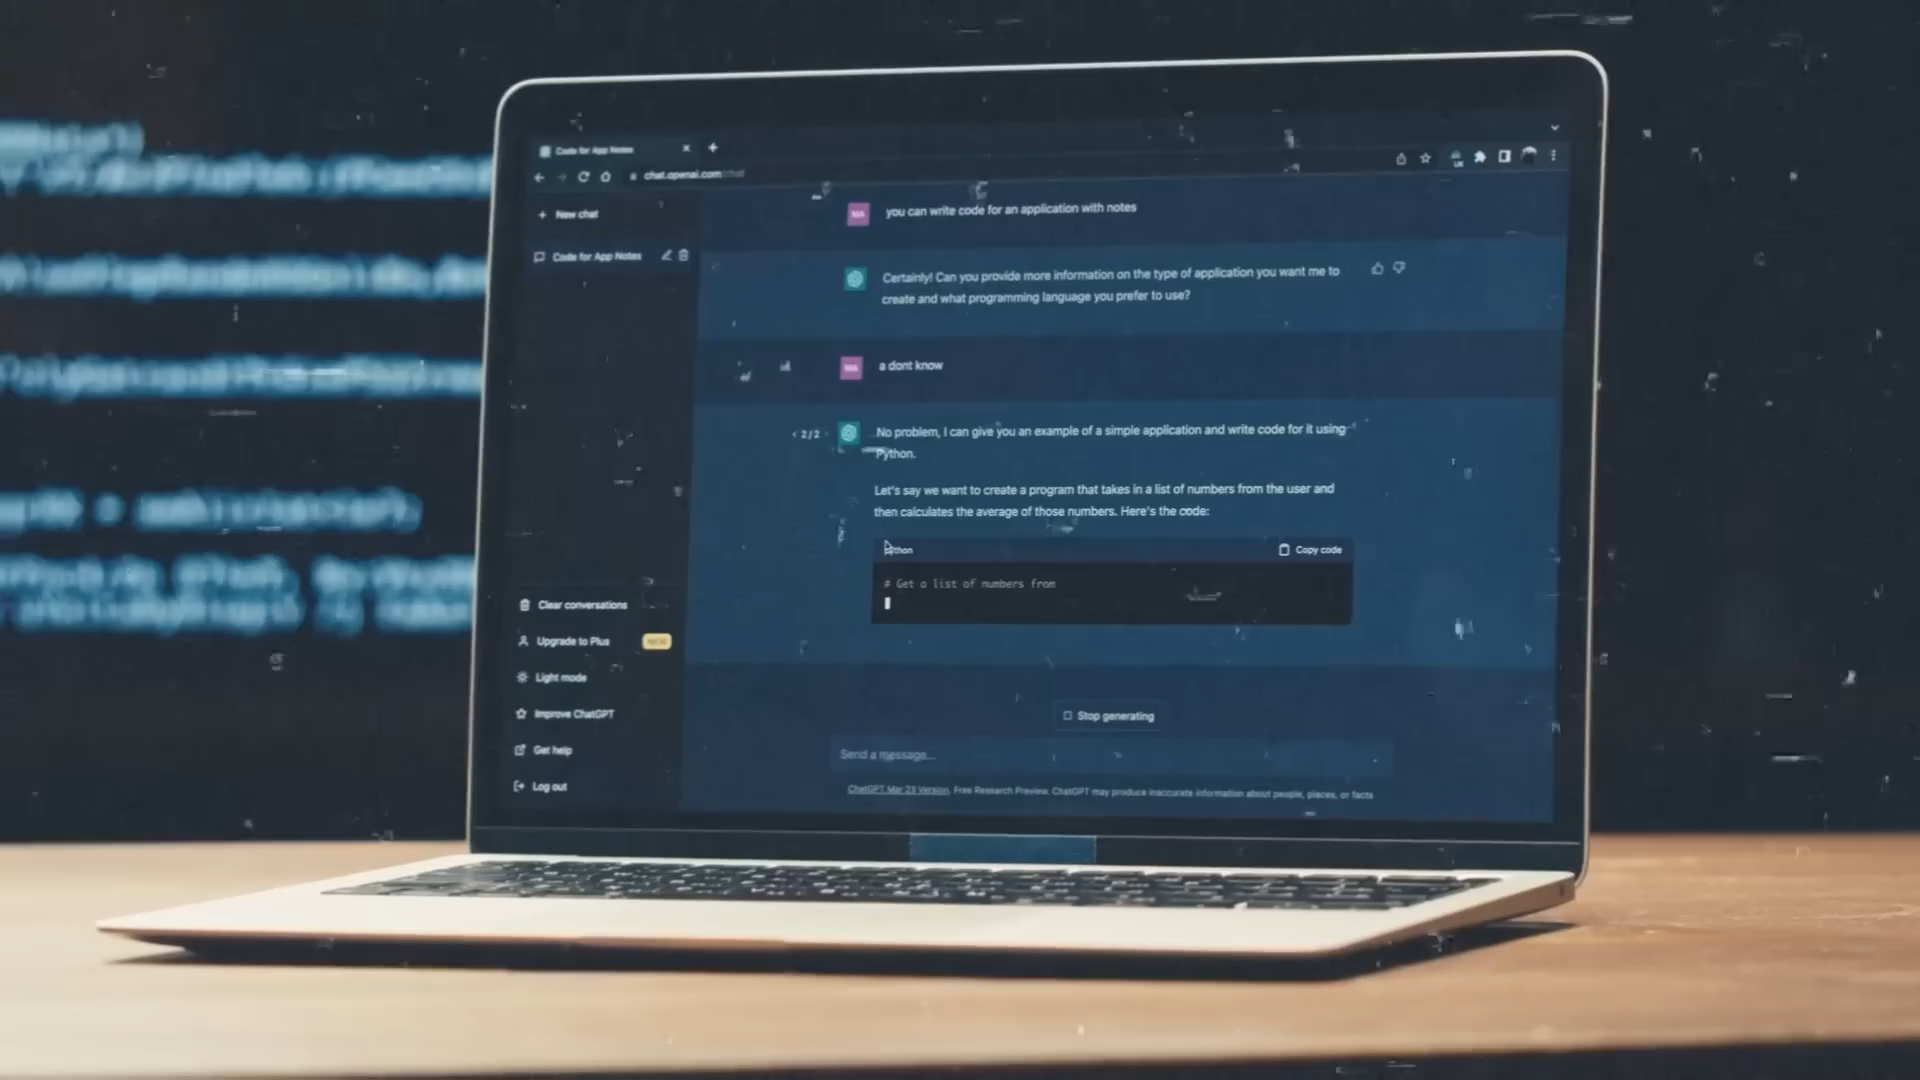 Code for App Notes
chat.openai.com/chat
+ New chat
Code for App Notes
you can write code for an application with notes
Certainly! Can you provide more information on the type of application you want me to
create and what programming language you prefer to use?
a dont know
< 2/2
No problem, I can give you an example of a simple application and write code for it using
Python.
Let's say we want to create a program that takes in a list of numbers from the user and
then calculates the average of those numbers. Here's the code:
python
Copy code
# Get a list of numbers from
Clear conversations
Upgrade to Plus
NEW
Light mode
Improve ChatGPT
Get help
Log out
Stop generating
Send a message...
ChatGPT Mar 23 Version. Free Research Preview. ChatGPT may produce inaccurate information about people, places, or facts